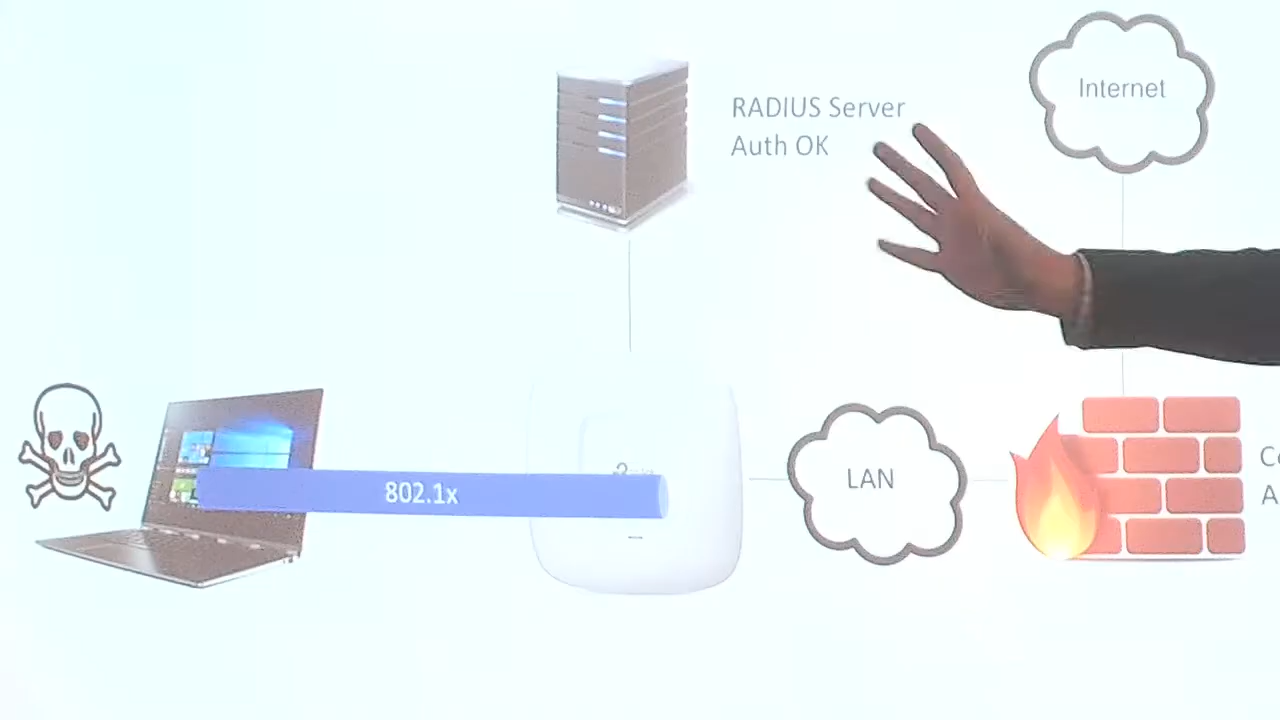 RADIUS Server
Auth OK
Internet
802.1x
LAN